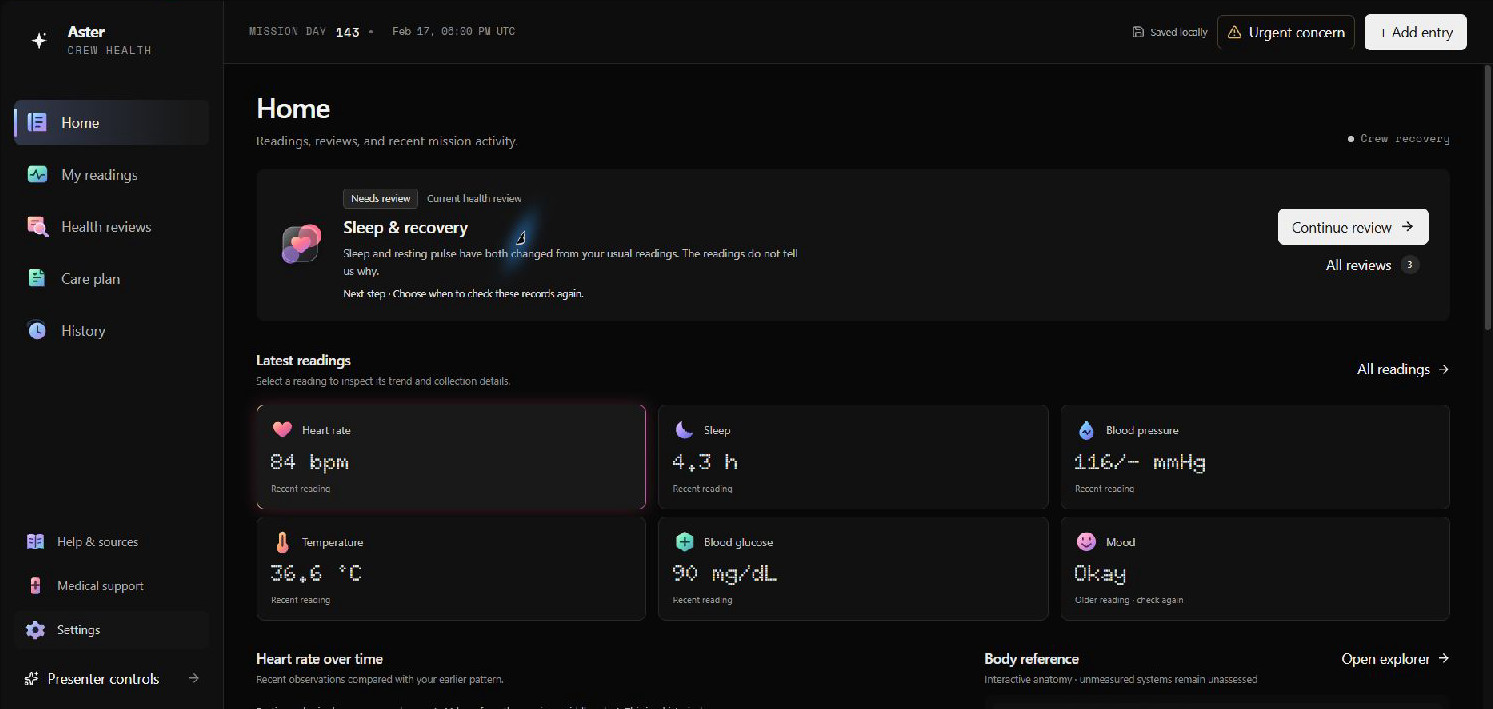 Aster
CREW HEALTH
MISSION DAY 143 • Feb 17, 06:00 PM UTC
Saved locally
Urgent concern
+ Add entry
Home
My readings
Health reviews
Care plan
History
Help & sources
Medical support
Settings
Presenter controls
Home
Readings, reviews, and recent mission activity.
Crew recovery
Needs review
Current health review
Sleep & recovery
Sleep and resting pulse have both changed from your usual readings. The readings do not tell
us why.
Next step · Choose when to check these records again.
Continue review →
All reviews 3
Latest readings
Select a reading to inspect its trend and collection details.
All readings →
Heart rate
84 bpm
Recent reading
Sleep
4.3 h
Recent reading
Blood pressure
116/- mmHg
Recent reading
Temperature
36.6 °C
Recent reading
Blood glucose
90 mg/dL
Recent reading
Mood
Okay
Older reading · check again
Heart rate over time
Recent observations compared with your earlier pattern.
Body reference
Interactive anatomy · unmeasured systems remain unassessed
Open explorer →